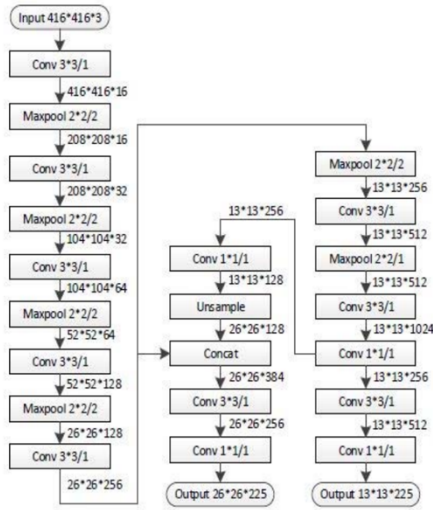 Input 416*416*3
Conv 3*3/1
416*416*16
Maxpool 2*2/2
208*208*16
Conv 3*3/1
208*208*32
Maxpool 2*2/2
104*104*32
Conv 3*3/1
104*104*64
Maxpool 2*2/2
52*52*64
Conv 3*3/1
52*52*128
Maxpool 2*2/2
26*26*128
Conv 3*3/1
26*26*256
13*13*256
Conv 1*1/1
13*13*128
Unsample
26*26*128
Concat
26*26*384
Conv 3*3/1
26*26*256
Conv 1*1/1
Output 26*26*225
Maxpool 2*2/2
13*13*256
Conv 3*3/1
13*13*512
Maxpool 2*2/1
13*13*512
Conv 3*3/1
13*13*1024
Conv 1*1/1
13*13*256
Conv 3*3/1
13*13*512
Conv 1*1/1
Output 13*13*225